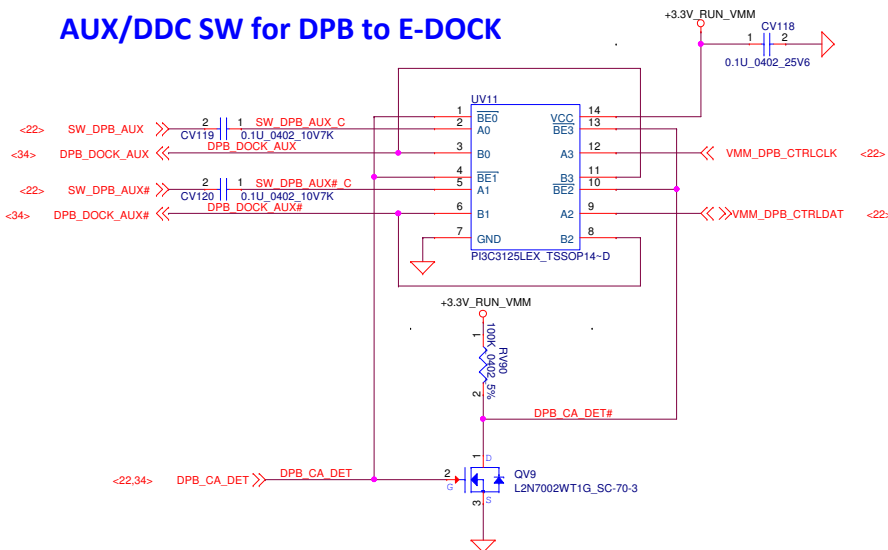 AUX/DDC SW for DPB to E-DOCK
+3.3V_RUN_VMM
CV118
1 2
0.1U_0402_25V6
UV11
1 BE0 VCC 14
2 A0 BE3 13
3 B0 A3 12
4 BE1 B3 11
5 A1 BE2 10
6 B1 A2 9
7 GND B2 8
PI3C3125LEX_TSSOP14~D
<22> SW_DPB_AUX 2 1 SW_DPB_AUX_C
CV119 0.1U_0402_10V7K
<34> DPB_DOCK_AUX DPB_DOCK_AUX
<22> SW_DPB_AUX# 2 1 SW_DPB_AUX#_C
CV120 0.1U_0402_10V7K
<34> DPB_DOCK_AUX# DPB_DOCK_AUX#
VMM_DPB_CTRLCLK <22>
VMM_DPB_CTRLDAT <22>
+3.3V_RUN_VMM
1
RV90
100K_0402_5%
2
DPB_CA_DET#
<22,34> DPB_CA_DET DPB_CA_DET
1 D
2 G
3 S
QV9
L2N7002WT1G_SC-70-3